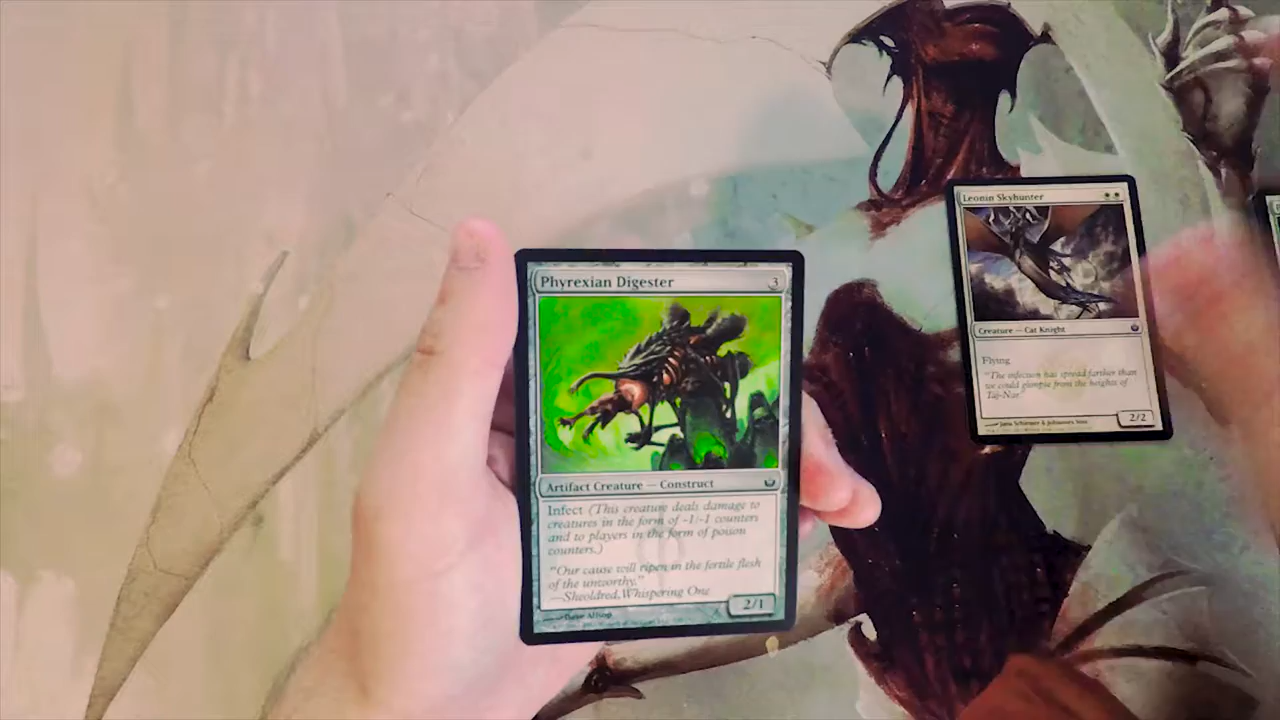 Phyrexian Digester 3
Artifact Creature — Construct
Infect (This creature deals damage to
creatures in the form of -1/-1 counters
and to players in the form of poison
counters.)
"Our cause will ripen in the fertile flesh
of the unworthy."
—Sheoldred, Whispering One
2/1
Dave Allsop
Leonin Skyhunter
Creature — Cat Knight
Flying
"The infection has spread farther than
we could glimpse from the heights of
Taj-Nar."
2/2